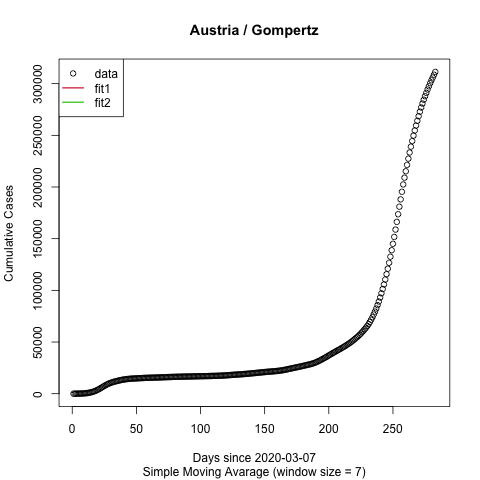 Austria / Gompertz
data
fit1
fit2
Cumulative Cases
0
50000
100000
150000
200000
250000
300000
0 50 100 150 200 250
Days since 2020-03-07
Simple Moving Avarage (window size = 7)